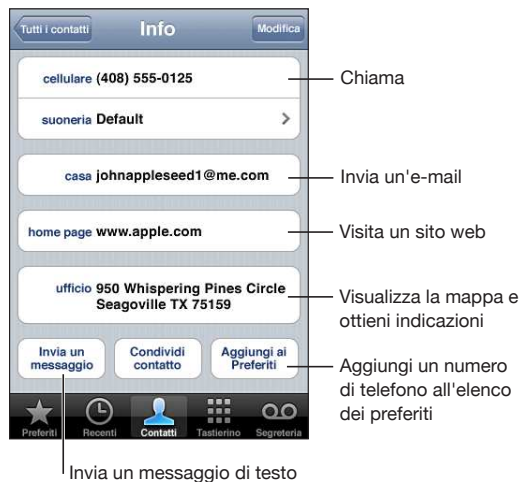 Tutti i contatti
Info
Modifica
cellulare (408) 555-0125
Chiama
suoneria Default
casa johnappleseed1@me.com
Invia un'e-mail
home page www.apple.com
Visita un sito web
ufficio 950 Whispering Pines Circle
Seagoville TX 75159
Visualizza la mappa e
ottieni indicazioni
Invia un
messaggio
Condividi
contatto
Aggiungi ai
Preferiti
Aggiungi un numero
di telefono all'elenco
dei preferiti
Preferiti
Recenti
Contatti
Tastierino
Segreteria
Invia un messaggio di testo